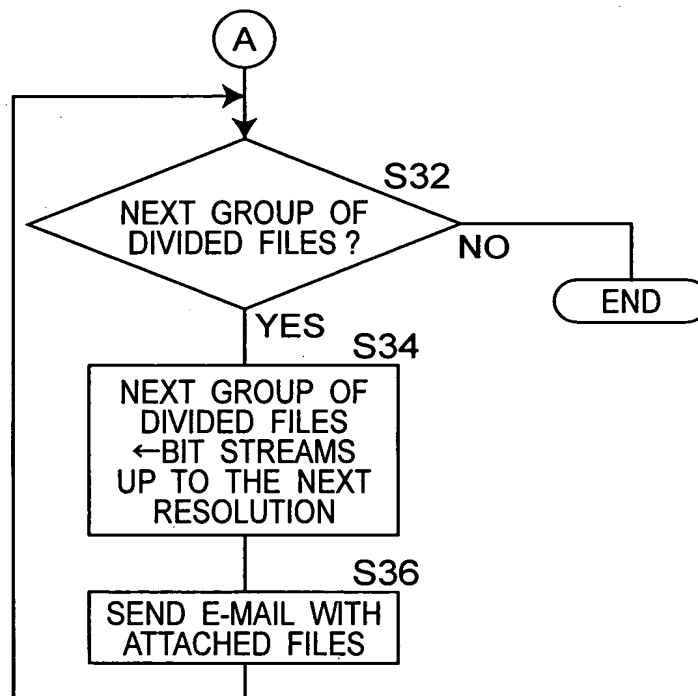 A
S32
NEXT GROUP OF
DIVIDED FILES ?
NO
END
YES
S34
NEXT GROUP OF
DIVIDED FILES
←BIT STREAMS
UP TO THE NEXT
RESOLUTION
S36
SEND E-MAIL WITH
ATTACHED FILES